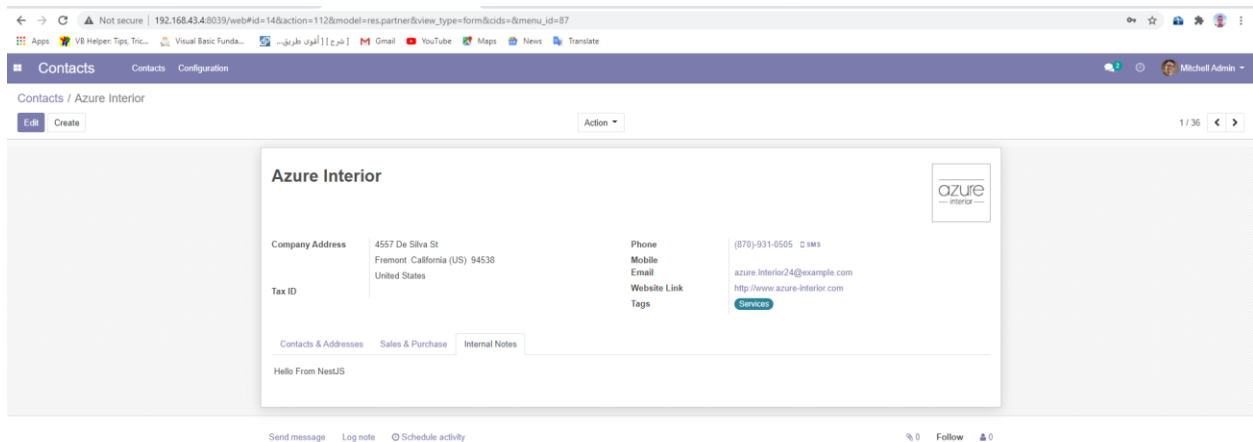 Not secure | 192.168.43.4:8039/web#id=14&action=112&model=res.partner&view_type=form&cids=&menu_id=87
Apps VB Helper: Tips, Tric... Visual Basic Funda... [ شرح ] [ أقوى طريق... Gmail YouTube Maps News Translate
Contacts Contacts Configuration 2 Mitchell Admin
Contacts / Azure Interior
Edit Create Action 1 / 36
Azure Interior
azure
interior
Company Address 4557 De Silva St Phone (870)-931-0505 SMS
Fremont California (US) 94538 Mobile
United States Email azure.Interior24@example.com
Tax ID Website Link http://www.azure-interior.com
Tags Services
Contacts & Addresses Sales & Purchase Internal Notes
Hello From NestJS
Send message Log note Schedule activity 0 Follow 0